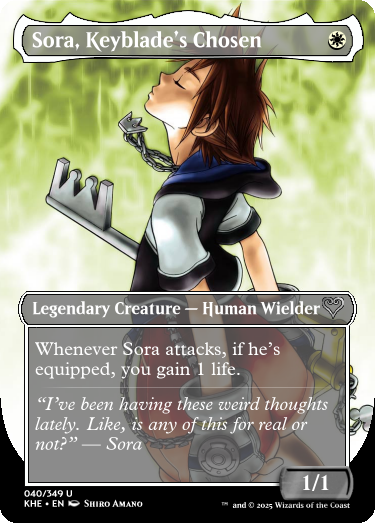 Sora, Keyblade's Chosen
Legendary Creature — Human Wielder
Whenever Sora attacks, if he's
equipped, you gain 1 life.
"I've been having these weird thoughts
lately. Like, is any of this for real or
not?" — Sora
1/1
040/349 U
KHE • EN Shiro Amano
™ and © 2025 Wizards of the Coast